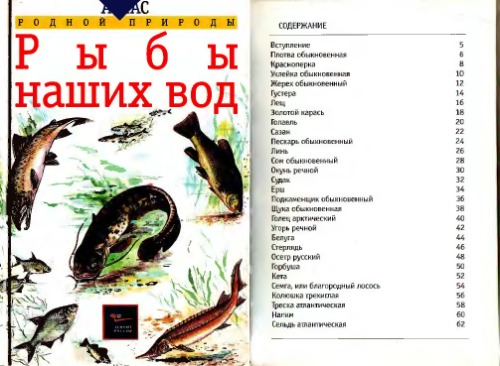 АТЛАС
РОДНОЙ ПРИРОДЫ
Рыбы
наших вод
СОДЕРЖАНИЕ
Вступление 5
Плотва обыкновенная 6
Красноперка 8
Уклейка обыкновенная 10
Жерех обыкновенный 12
Густера 14
Лещ 16
Золотой карась 18
Голавль 20
Сазан 22
Пескарь обыкновенный 24
Линь 26
Сом обыкновенный 28
Окунь речной 30
Судак 32
Ерш 34
Подкаменщик обыкновенный 36
Щука обыкновенная 38
Голец арктический 40
Угорь речной 42
Белуга 44
Стерлядь 46
Осетр русский 48
Горбуша 50
Кета 52
Семга, или благородный лосось 54
Колюшка трехиглая 56
Треска атлантическая 58
Налим 60
Сельдь атлантическая 62